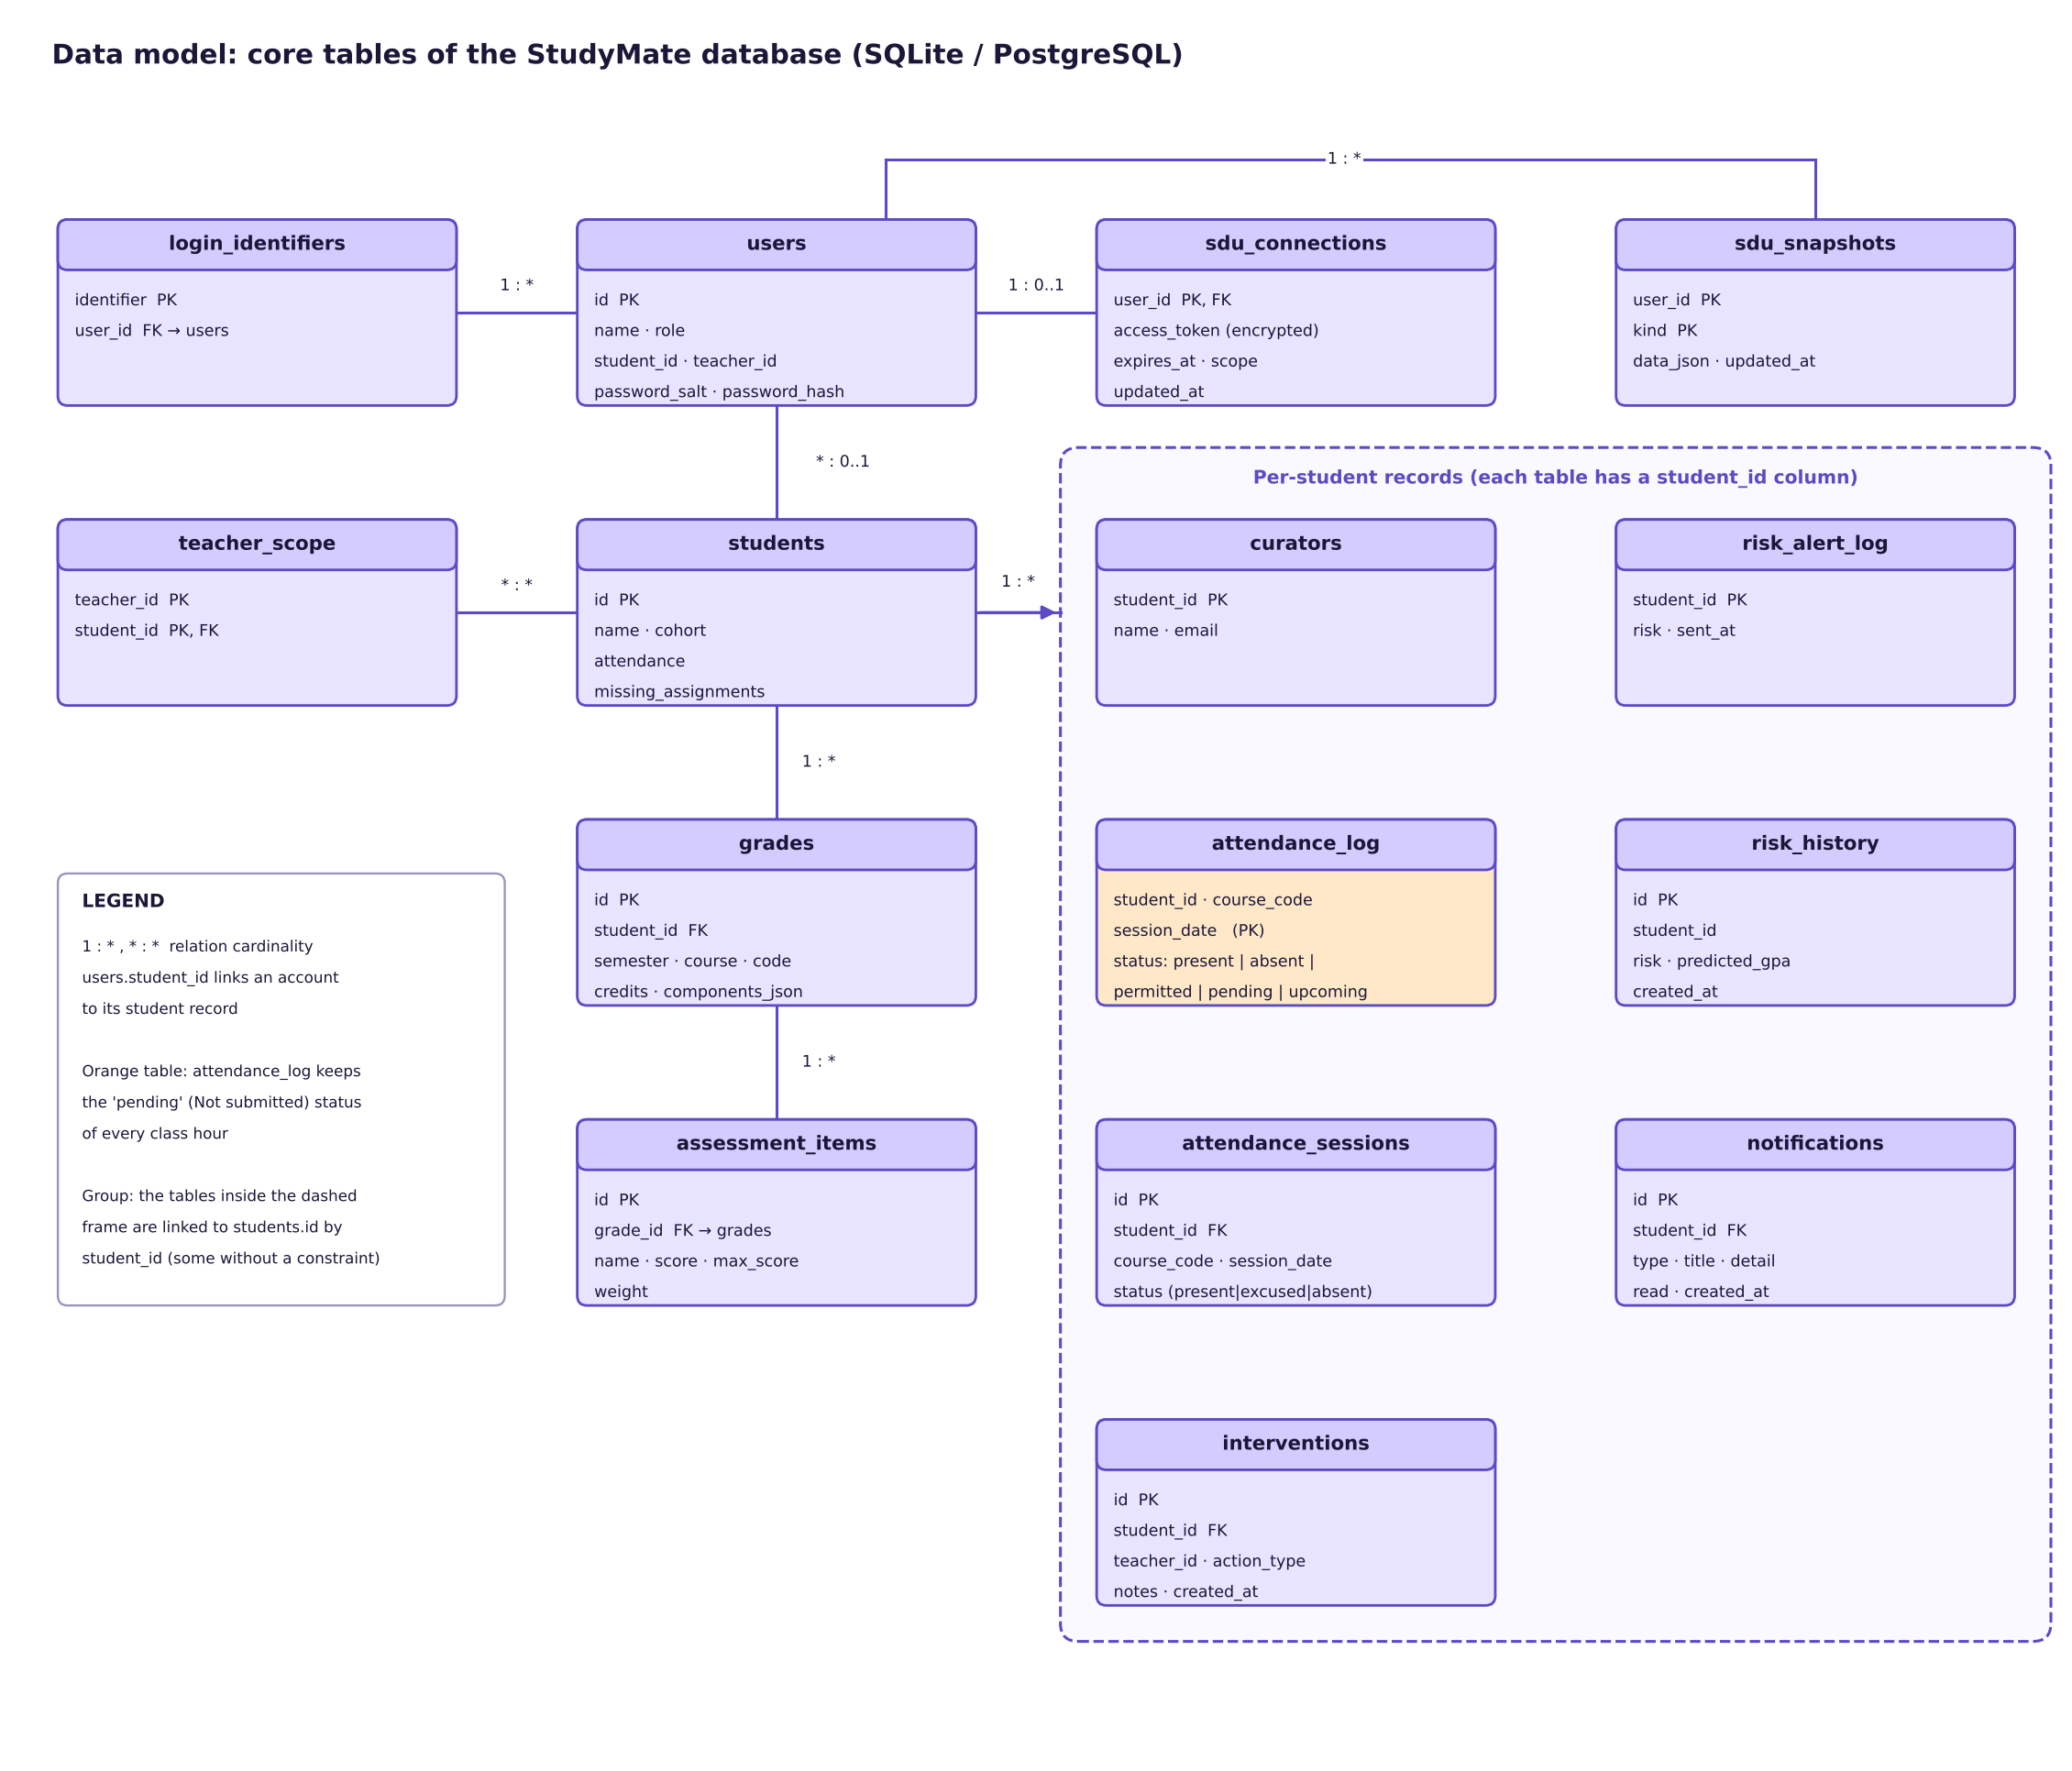 Data model: core tables of the StudyMate database (SQLite / PostgreSQL)
1 : *
login_identifiers
identifier  PK
user_id  FK → users
1 : *
users
id  PK
name · role
student_id · teacher_id
password_salt · password_hash
1 : 0..1
sdu_connections
user_id  PK, FK
access_token (encrypted)
expires_at · scope
updated_at
sdu_snapshots
user_id  PK
kind  PK
data_json · updated_at
* : 0..1
Per-student records (each table has a student_id column)
teacher_scope
teacher_id  PK
student_id  PK, FK
* : *
students
id  PK
name · cohort
attendance
missing_assignments
1 : *
curators
student_id  PK
name · email
risk_alert_log
student_id  PK
risk · sent_at
1 : *
grades
id  PK
student_id  FK
semester · course · code
credits · components_json
attendance_log
student_id · course_code
session_date   (PK)
status: present | absent |
permitted | pending | upcoming
risk_history
id  PK
student_id
risk · predicted_gpa
created_at
LEGEND
1 : * , * : *  relation cardinality
users.student_id links an account
to its student record
Orange table: attendance_log keeps
the 'pending' (Not submitted) status
of every class hour
Group: the tables inside the dashed
frame are linked to students.id by
student_id (some without a constraint)
1 : *
assessment_items
id  PK
grade_id  FK → grades
name · score · max_score
weight
attendance_sessions
id  PK
student_id  FK
course_code · session_date
status (present|excused|absent)
notifications
id  PK
student_id  FK
type · title · detail
read · created_at
interventions
id  PK
student_id  FK
teacher_id · action_type
notes · created_at